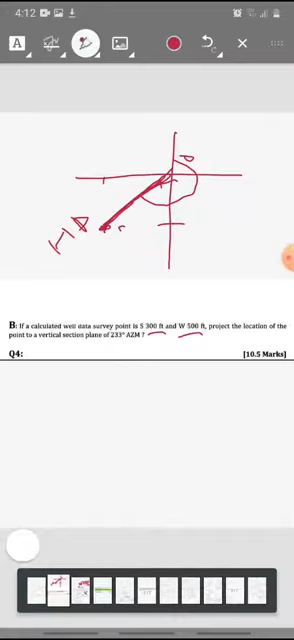 4:12
A
B: If a calculated well data survey point is S 300 ft and W 500 ft, project the location of the
point to a vertical section plane of 233° AZM ?
Q4: [10.5 Marks]